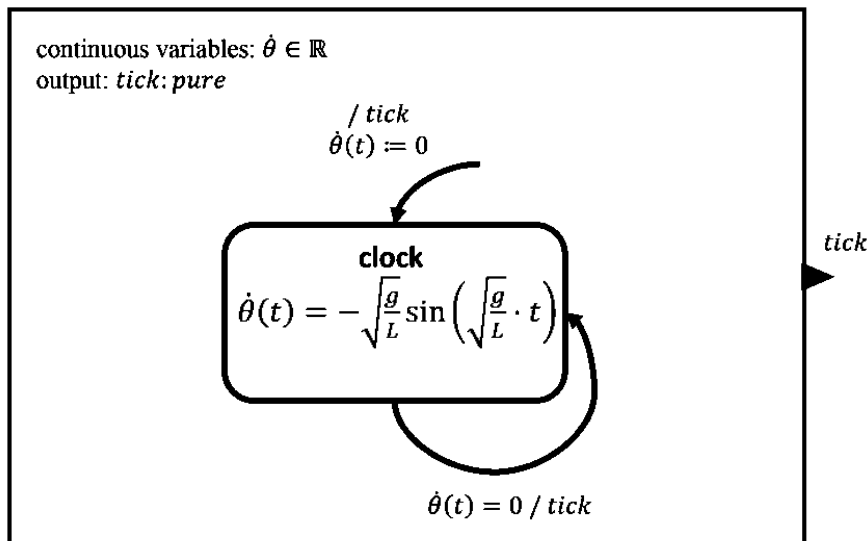 continuous variables: θ̇ ∈ ℝ
output: tick: pure
/ tick
θ̇(t) ≔ 0
tick
clock
θ̇(t) = −√(g/L) sin(√(g/L) · t)
θ̇(t) = 0 / tick